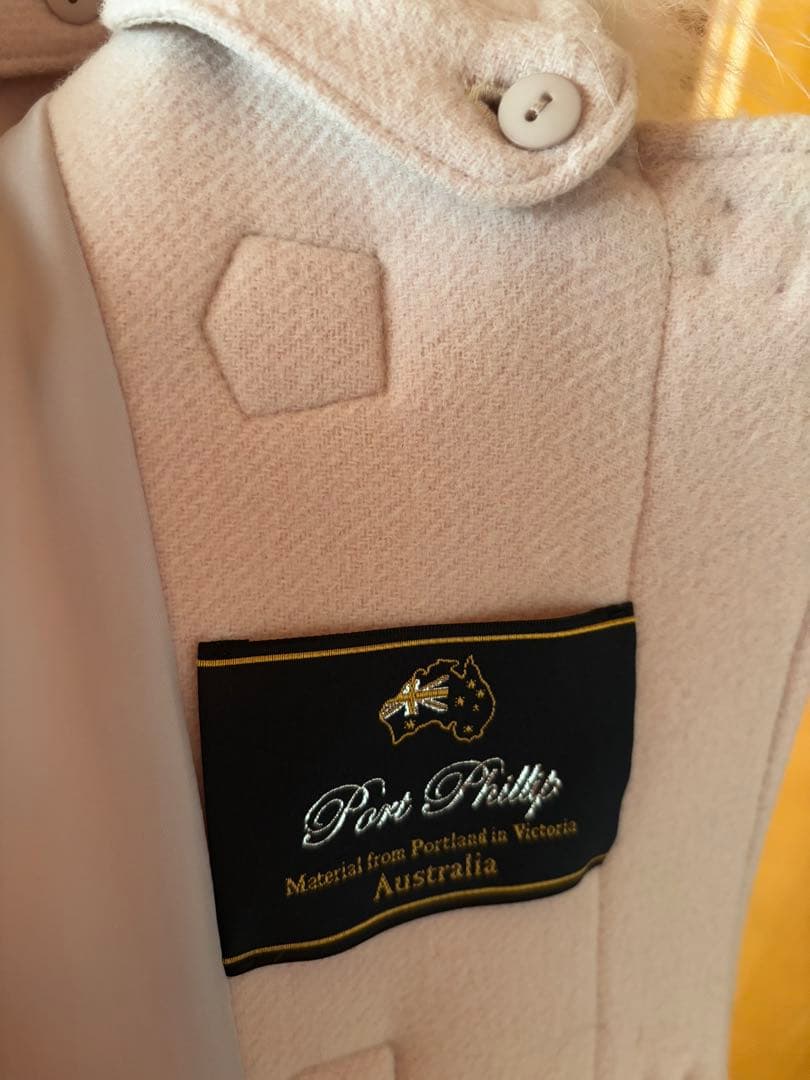 Port Phillip
Material from Portland in Victoria
Australia